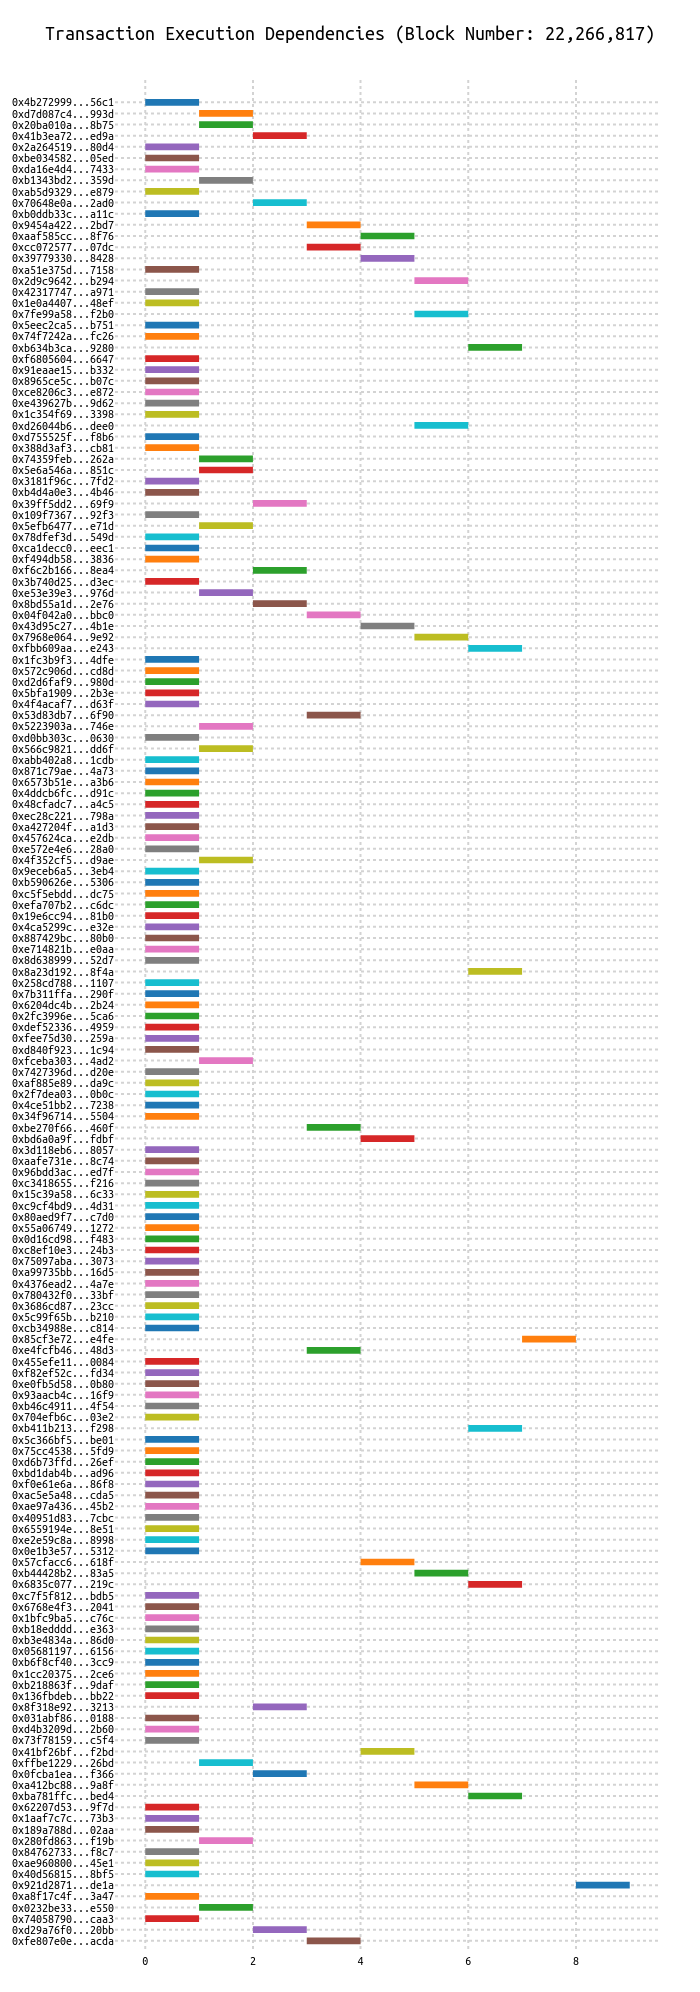 Transaction Execution Dependencies (Block Number: 22,266,817)
0x4b272999...56c1
0xd7d087c4...993d
0x20ba010a...8b75
0x41b3ea72...ed9a
0x2a264519...80d4
0xbe034582...05ed
0xda16e4d4...7433
0xb1343bd2...359d
0xab5d9329...e879
0x70648e0a...2ad0
0xb0ddb33c...a11c
0x9454a422...2bd7
0xaaf585cc...8f76
0xcc072577...07dc
0x39779330...8428
0xa51e375d...7158
0x2d9c9642...b294
0x42317747...a971
0x1e0a4407...48ef
0x7fe99a58...f2b0
0x5eec2ca5...b751
0x74f7242a...fc26
0xb634b3ca...9280
0xf6805604...6647
0x91eaae15...b332
0x8965ce5c...b07c
0xce8206c3...e872
0xe439627b...9d62
0x1c354f69...3398
0xd26044b6...dee0
0xd755525f...f8b6
0x388d3af3...cb81
0x74359feb...262a
0x5e6a546a...851c
0x3181f96c...7fd2
0xb4d4a0e3...4b46
0x39ff5dd2...69f9
0x109f7367...92f3
0x5efb6477...e71d
0x78dfef3d...549d
0xca1decc0...eec1
0xf494db58...3836
0xf6c2b166...8ea4
0x3b740d25...d3ec
0xe53e39e3...976d
0x8bd55a1d...2e76
0x04f042a0...bbc0
0x43d95c27...4b1e
0x7968e064...9e92
0xfbb609aa...e243
0x1fc3b9f3...4dfe
0x572c906d...cd8d
0xd2d6faf9...980d
0x5bfa1909...2b3e
0x4f4acaf7...d63f
0x53d83db7...6f90
0x5223903a...746e
0xd0bb303c...0630
0x566c9821...dd6f
0xabb402a8...1cdb
0x871c79ae...4a73
0x6573b51e...a3b6
0x4ddcb6fc...d91c
0x48cfadc7...a4c5
0xec28c221...798a
0xa427204f...a1d3
0x457624ca...e2db
0xe572e4e6...28a0
0x4f352cf5...d9ae
0x9eceb6a5...3eb4
0xb590626e...5306
0xc5f5ebdd...dc75
0xefa707b2...c6dc
0x19e6cc94...81b0
0x4ca5299c...e32e
0x887429bc...80b0
0xe714821b...e0aa
0x8d638999...52d7
0x8a23d192...8f4a
0x258cd788...1107
0x7b311ffa...290f
0x6204dc4b...2b24
0x2fc3996e...5ca6
0xdef52336...4959
0xfee75d30...259a
0xd840f923...1c94
0xfceba303...4ad2
0x7427396d...d20e
0xaf885e89...da9c
0x2f7dea03...0b0c
0x4ce51bb2...7238
0x34f96714...5504
0xbe270f66...460f
0xbd6a0a9f...fdbf
0x3d118eb6...8057
0xaafe731e...8c74
0x96bdd3ac...ed7f
0xc3418655...f216
0x15c39a58...6c33
0xc9cf4bd9...4d31
0x80aed9f7...c7d0
0x55a06749...1272
0x0d16cd98...f483
0xc8ef10e3...24b3
0x75097aba...3073
0xa99735bb...16d5
0x4376ead2...4a7e
0x780432f0...33bf
0x3686cd87...23cc
0x5c99f65b...b210
0xcb34988e...c814
0x85cf3e72...e4fe
0xe4fcfb46...48d3
0x455efe11...0084
0xf82ef52c...fd34
0xe0fb5d58...0b80
0x93aacb4c...16f9
0xb46c4911...4f54
0x704efb6c...03e2
0xb411b213...f298
0x5c366bf5...be01
0x75cc4538...5fd9
0xd6b73ffd...26ef
0xbd1dab4b...ad96
0xf0e61e6a...86f8
0xac5e5a48...cda5
0xae97a436...45b2
0x40951d83...7cbc
0x6559194e...8e51
0xe2e59c8a...8998
0x0e1b3e57...5312
0x57cfacc6...618f
0xb44428b2...83a5
0x6835c077...219c
0xc7f5f812...bdb5
0x6768e4f3...2041
0x1bfc9ba5...c76c
0xb18edddd...e363
0xb3e4834a...86d0
0x05681197...6156
0xb6f8cf40...3cc9
0x1cc20375...2ce6
0xb218863f...9daf
0x136fbdeb...bb22
0x8f318e92...3213
0x031abf86...0188
0xd4b3209d...2b60
0x73f78159...c5f4
0x41bf26bf...f2bd
0xffbe1229...26bd
0x0fcba1ea...f366
0xa412bc88...9a8f
0xba781ffc...bed4
0x62207d53...9f7d
0x1aaf7c7c...73b3
0x189a788d...02aa
0x280fd863...f19b
0x84762733...f8c7
0xae960800...45e1
0x40d56815...8bf5
0x921d2871...de1a
0xa8f17c4f...3a47
0x0232be33...e550
0x74058790...caa3
0xd29a76f0...20bb
0xfe807e0e...acda
0 2 4 6 8